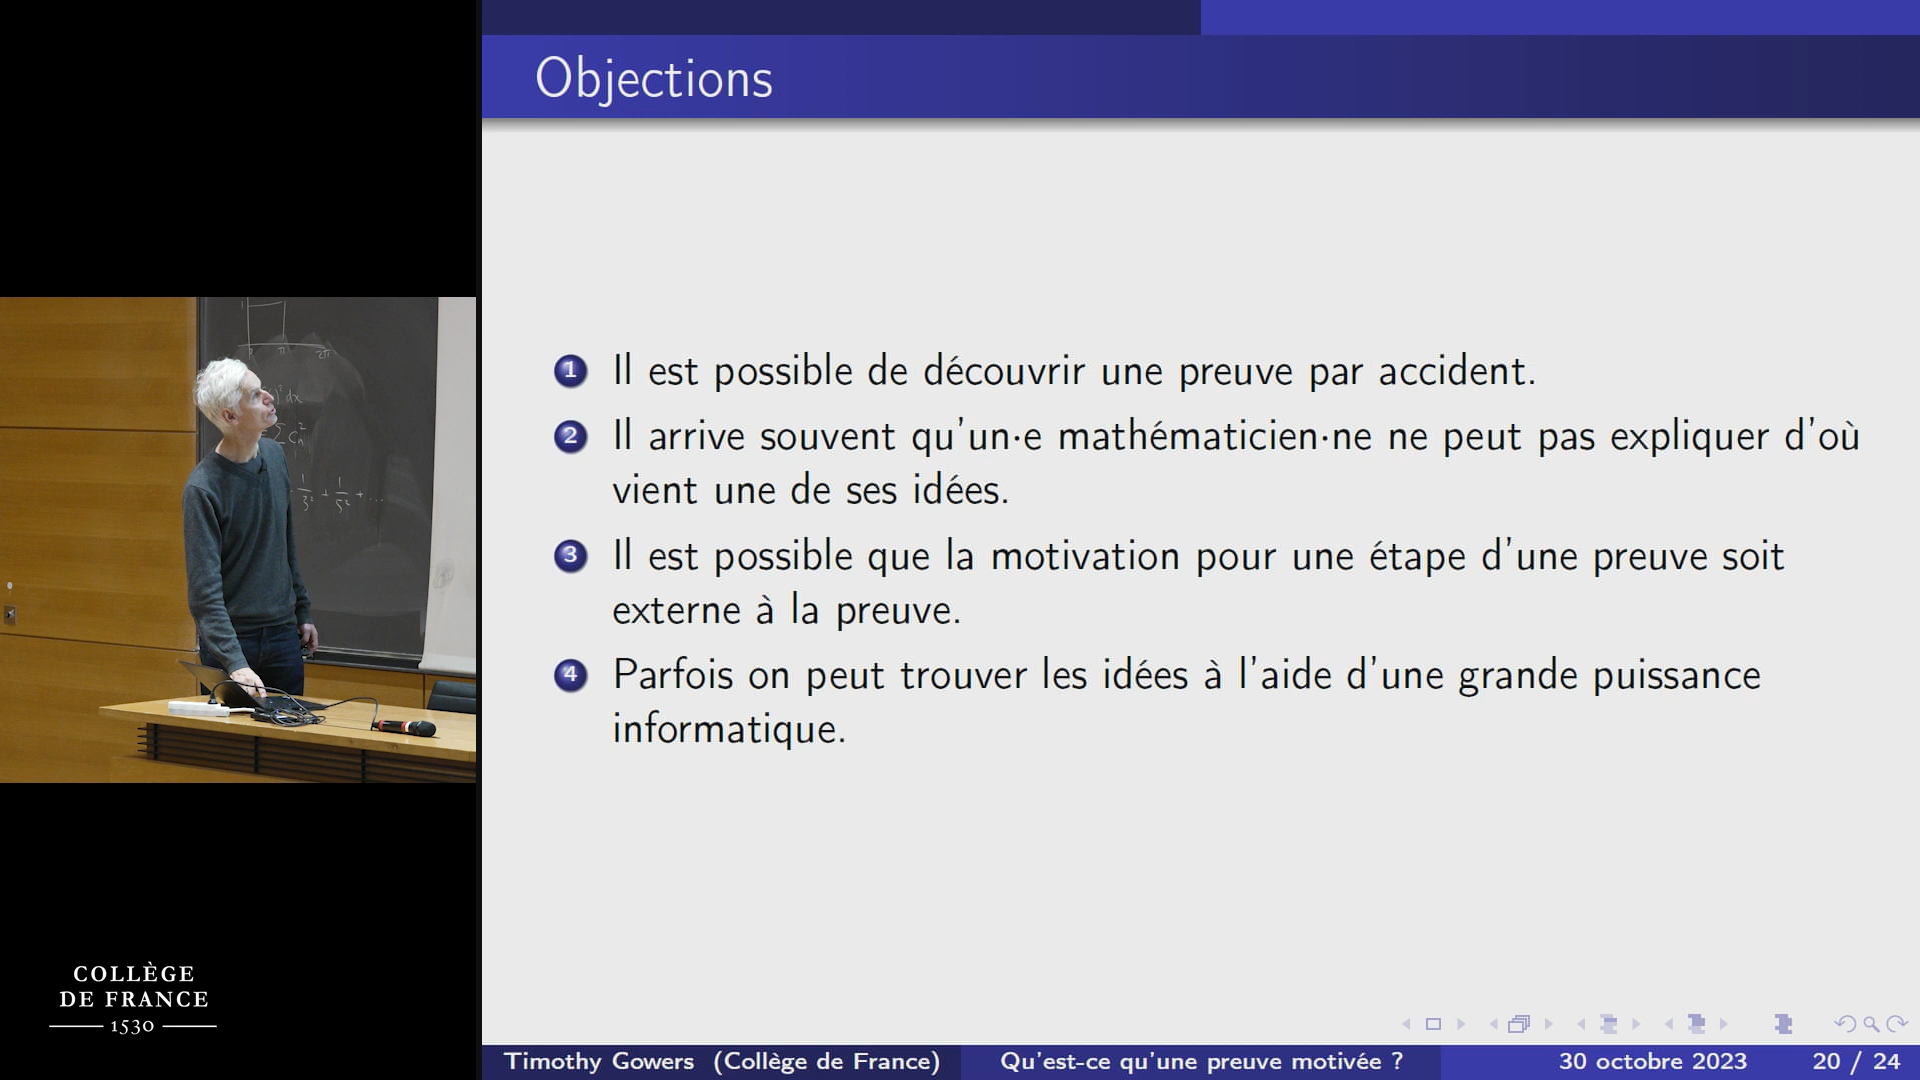 Objections
1 Il est possible de découvrir une preuve par accident.
2 Il arrive souvent qu'un·e mathématicien·ne ne peut pas expliquer d'où
vient une de ses idées.
3 Il est possible que la motivation pour une étape d'une preuve soit
externe à la preuve.
4 Parfois on peut trouver les idées à l'aide d'une grande puissance
informatique.
COLLÈGE
DE FRANCE
1530
Timothy Gowers (Collège de France) Qu'est-ce qu'une preuve motivée ? 30 octobre 2023 20 / 24